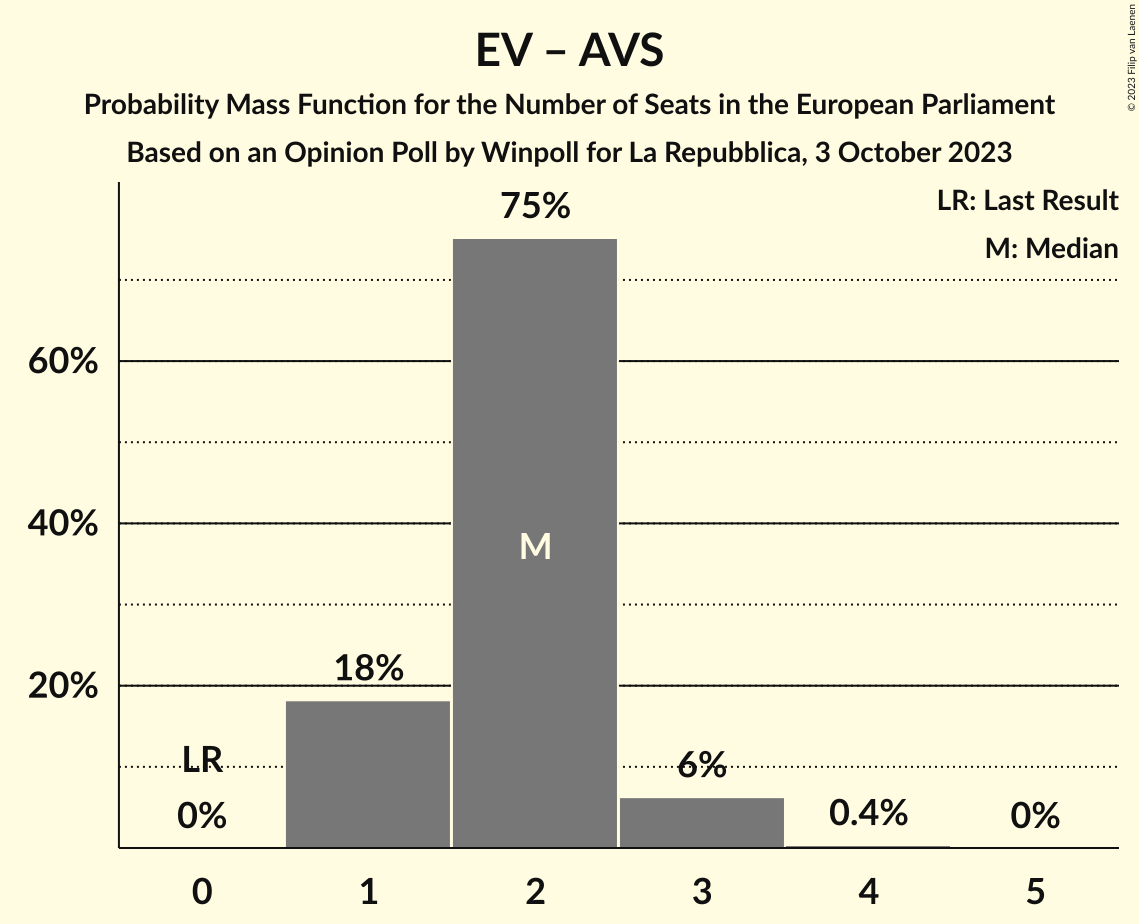 EV – AVS
Probability Mass Function for the Number of Seats in the European Parliament
Based on an Opinion Poll by Winpoll for La Repubblica, 3 October 2023
© 2023 Filip van Laenen
LR: Last Result
M: Median
75%
60%
40%
M
20%
18%
LR
0%
6%
0.4%
0%
0 1 2 3 4 5